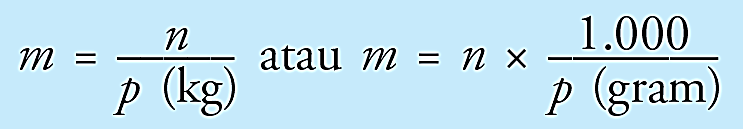 m = n / p (kg) atau m = n × 1.000 / p (gram)